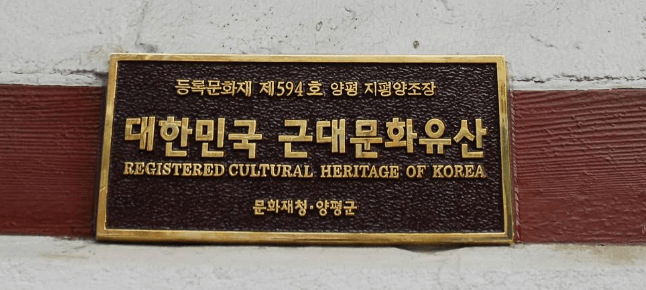 등록문화재 제594호 양평 지평양조장
대한민국 근대문화유산
REGISTERED CULTURAL HERITAGE OF KOREA
문화재청·양평군